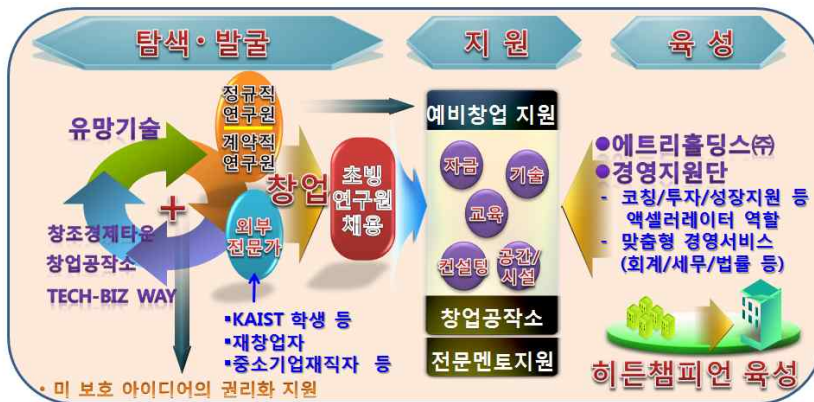 탐색·발굴
지 원
육 성
유망기술
정규직
연구원
계약직
연구원
+
창업
초빙
연구원
채용
외부
전문가
창조경제타운
창업공작소
TECH-BIZ WAY
▪KAIST 학생 등
▪재창업자
▪중소기업재직자 등
• 미 보호 아이디어의 권리화 지원
예비창업 지원
자금
기술
교육
컨설팅
공간/
시설
창업공작소
전문멘토지원
●에트리홀딩스㈜
●경영지원단
- 코칭/투자/성장지원 등
액셀러레이터 역할
- 맞춤형 경영서비스
(회계/세무/법률 등)
히든챔피언 육성